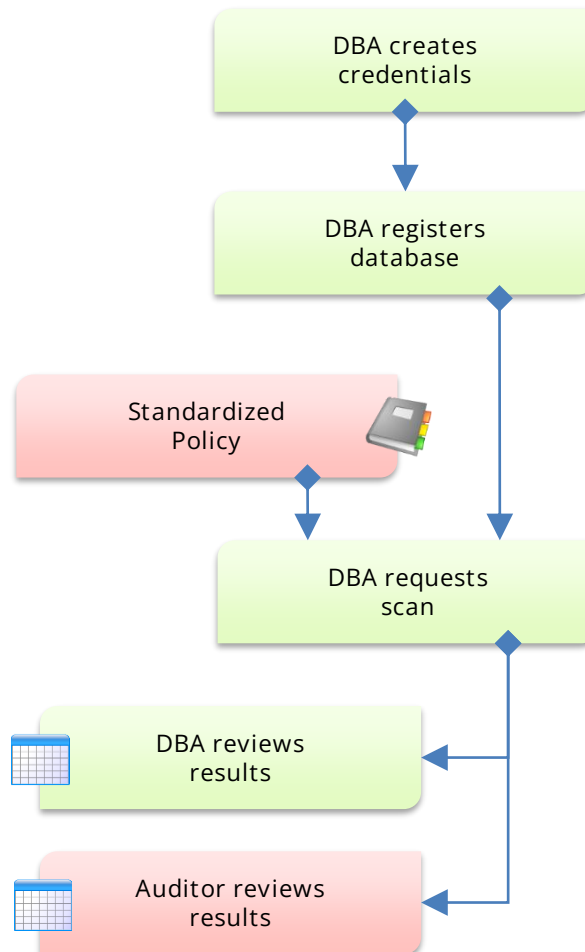 DBA creates
credentials
DBA registers
database
Standardized
Policy
DBA requests
scan
DBA reviews
results
Auditor reviews
results